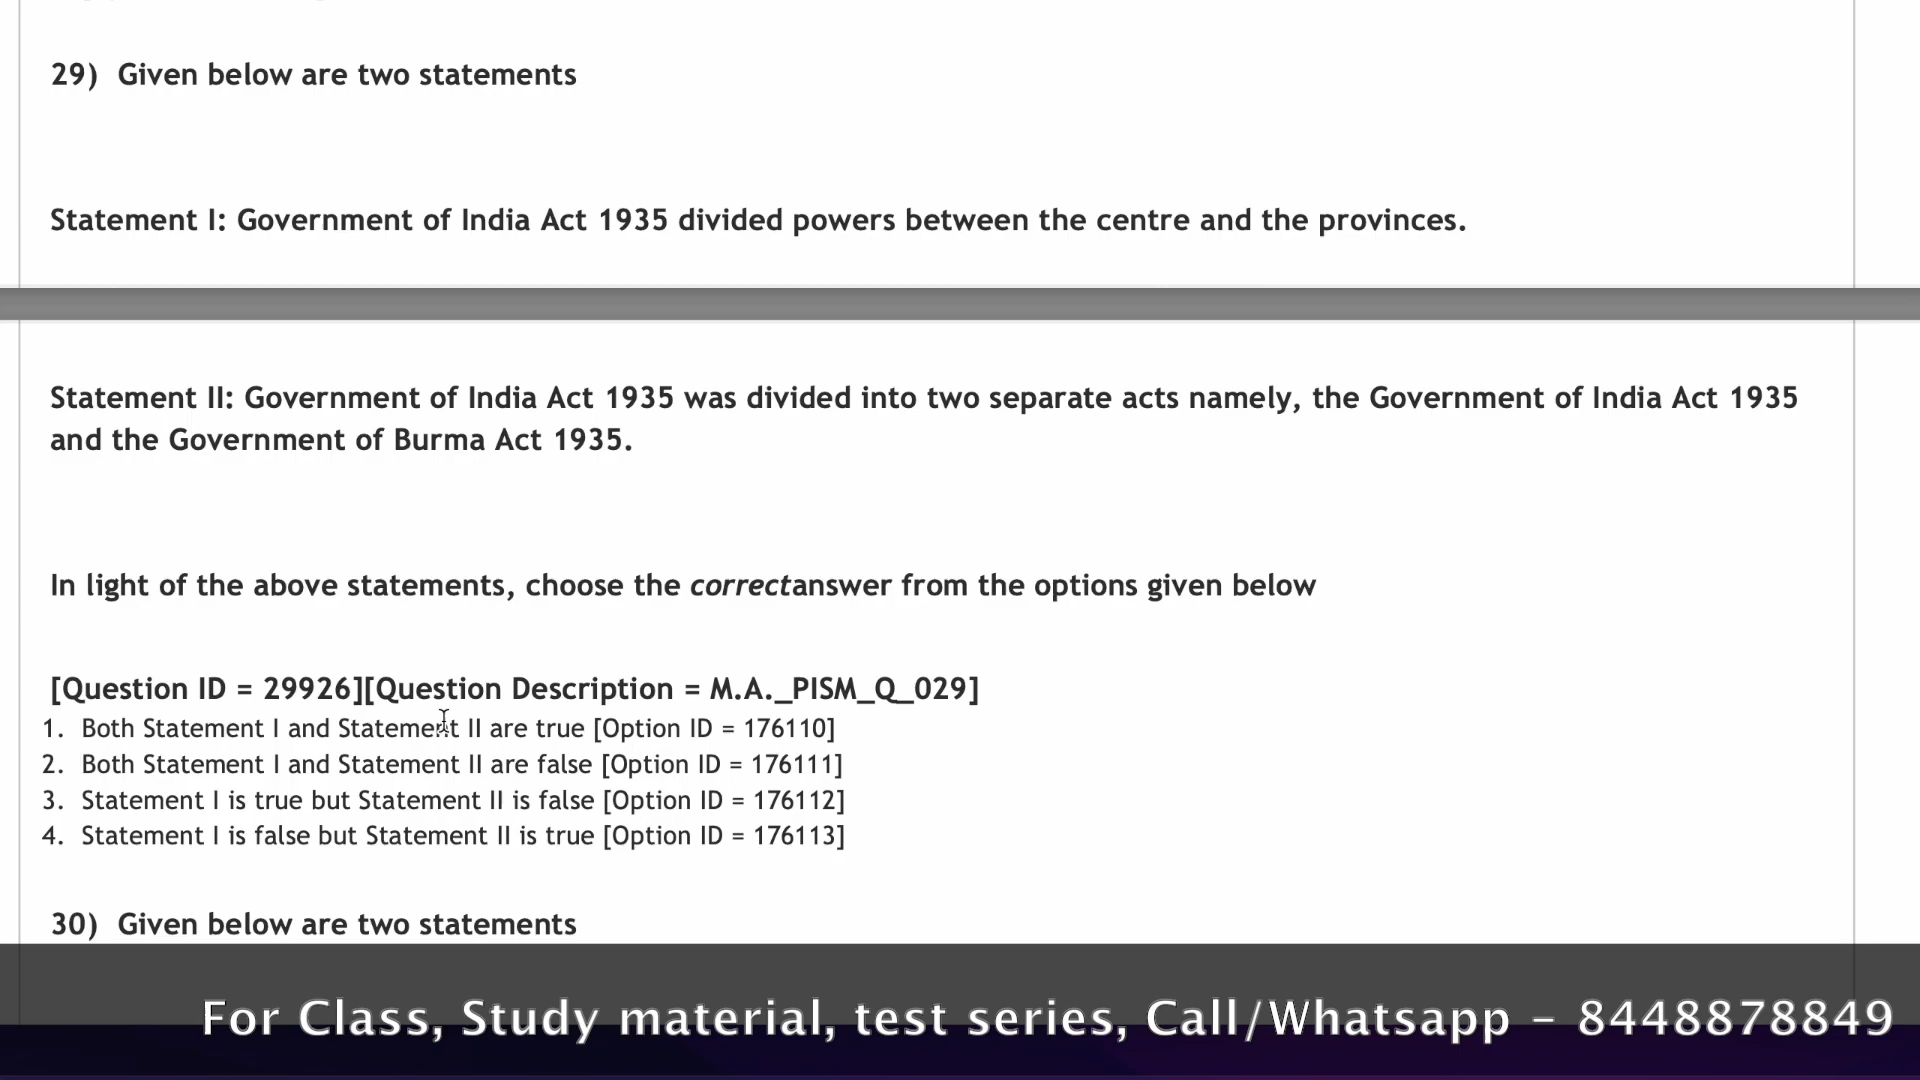 29) Given below are two statements
Statement I: Government of India Act 1935 divided powers between the centre and the provinces.
Statement II: Government of India Act 1935 was divided into two separate acts namely, the Government of India Act 1935
and the Government of Burma Act 1935.
In light of the above statements, choose the correctanswer from the options given below
[Question ID = 29926][Question Description = M.A._PISM_Q_029]
1. Both Statement I and Statement II are true [Option ID = 176110]
2. Both Statement I and Statement II are false [Option ID = 176111]
3. Statement I is true but Statement II is false [Option ID = 176112]
4. Statement I is false but Statement II is true [Option ID = 176113]
30) Given below are two statements
For Class, Study material, test series, Call/Whatsapp – 8448878849